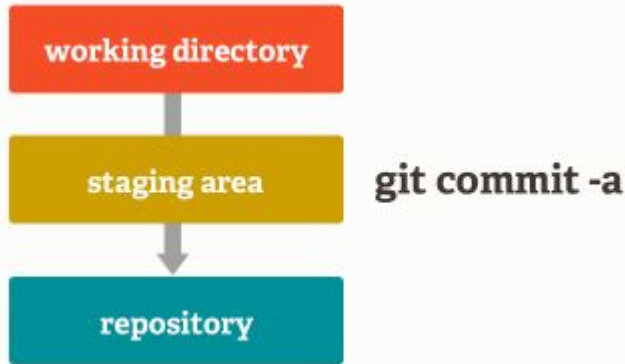 working directory
staging area
git commit -a
repository